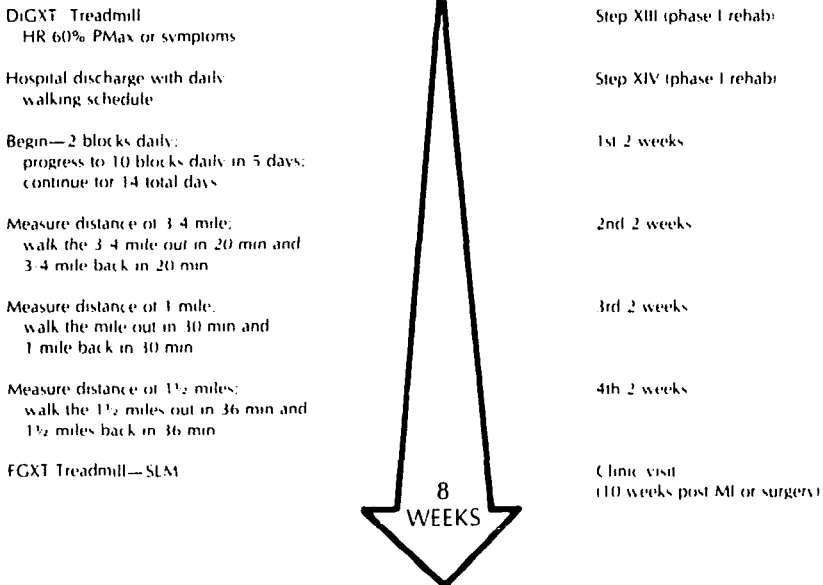 DiGXT Treadmill
HR 60% PMax or symptoms
Step XIII (phase I rehab)
Hospital discharge with daily
walking schedule
Step XIV (phase I rehab)
Begin—2 blocks daily;
progress to 10 blocks daily in 5 days;
continue for 14 total days
1st 2 weeks
Measure distance of 3-4 mile;
walk the 3-4 mile out in 20 min and
3-4 mile back in 20 min
2nd 2 weeks
Measure distance of 1 mile.
walk the mile out in 30 min and
1 mile back in 30 min
3rd 2 weeks
Measure distance of 1½ miles;
walk the 1½ miles out in 36 min and
1½ miles back in 36 min
4th 2 weeks
FGXT Treadmill—SLM
Clinic visit
(10 weeks post MI or surgery)
8
WEEKS